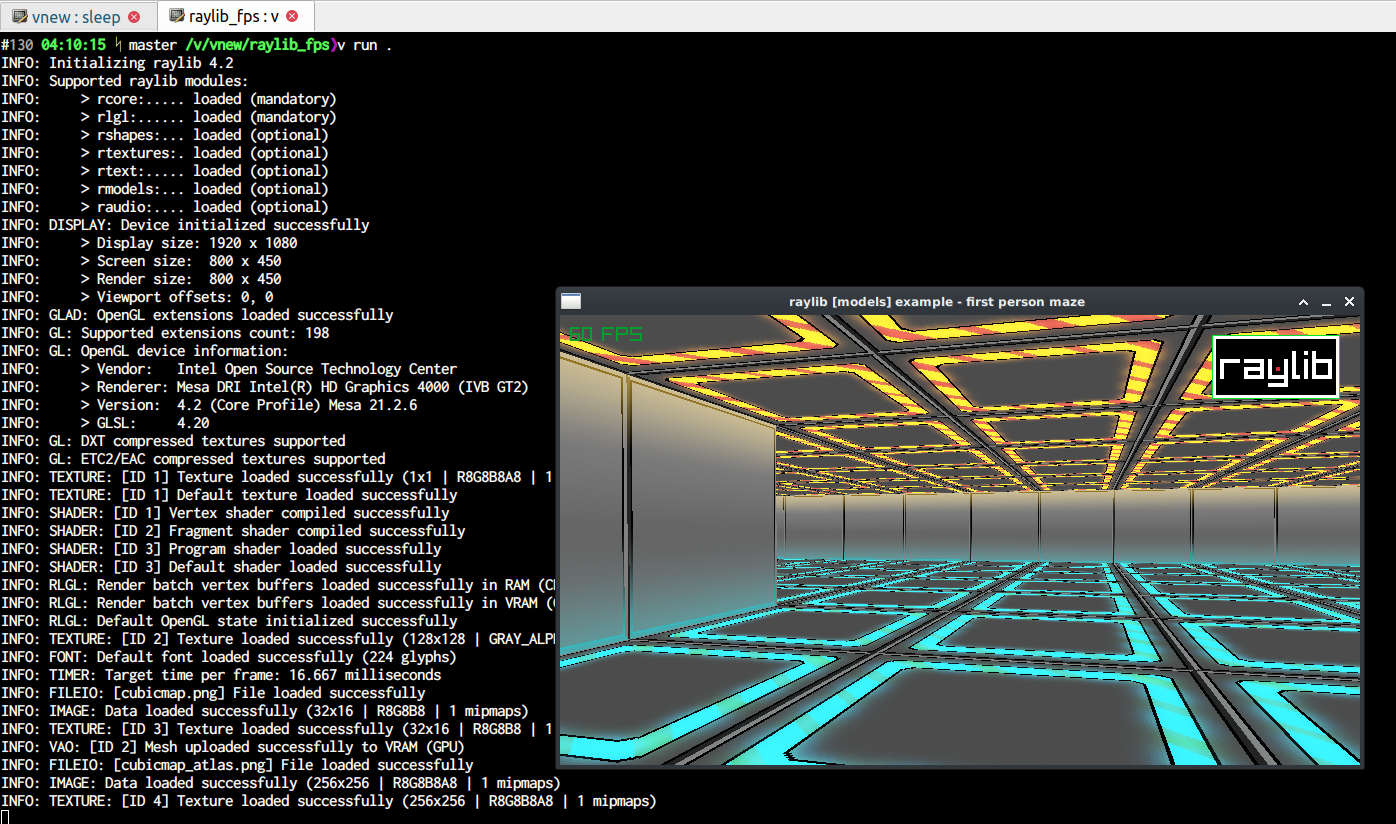 vnew : sleep
raylib_fps : v
#130 04:10:15 ᛋ master /v/vnew/raylib_fps❯v run .
INFO: Initializing raylib 4.2
INFO: Supported raylib modules:
INFO:     > rcore:..... loaded (mandatory)
INFO:     > rlgl:...... loaded (mandatory)
INFO:     > rshapes:... loaded (optional)
INFO:     > rtextures:. loaded (optional)
INFO:     > rtext:..... loaded (optional)
INFO:     > rmodels:... loaded (optional)
INFO:     > raudio:.... loaded (optional)
INFO: DISPLAY: Device initialized successfully
INFO:     > Display size: 1920 x 1080
INFO:     > Screen size:  800 x 450
INFO:     > Render size:  800 x 450
INFO:     > Viewport offsets: 0, 0
INFO: GLAD: OpenGL extensions loaded successfully
INFO: GL: Supported extensions count: 198
INFO: GL: OpenGL device information:
INFO:     > Vendor:   Intel Open Source Technology Center
INFO:     > Renderer: Mesa DRI Intel(R) HD Graphics 4000 (IVB GT2)
INFO:     > Version:  4.2 (Core Profile) Mesa 21.2.6
INFO:     > GLSL:     4.20
INFO: GL: DXT compressed textures supported
INFO: GL: ETC2/EAC compressed textures supported
INFO: TEXTURE: [ID 1] Texture loaded successfully (1x1 | R8G8B8A8 | 1
INFO: TEXTURE: [ID 1] Default texture loaded successfully
INFO: SHADER: [ID 1] Vertex shader compiled successfully
INFO: SHADER: [ID 2] Fragment shader compiled successfully
INFO: SHADER: [ID 3] Program shader loaded successfully
INFO: SHADER: [ID 3] Default shader loaded successfully
INFO: RLGL: Render batch vertex buffers loaded successfully in RAM (C
INFO: RLGL: Render batch vertex buffers loaded successfully in VRAM (
INFO: RLGL: Default OpenGL state initialized successfully
INFO: TEXTURE: [ID 2] Texture loaded successfully (128x128 | GRAY_ALP
INFO: FONT: Default font loaded successfully (224 glyphs)
INFO: TIMER: Target time per frame: 16.667 milliseconds
INFO: FILEIO: [cubicmap.png] File loaded successfully
INFO: IMAGE: Data loaded successfully (32x16 | R8G8B8 | 1 mipmaps)
INFO: TEXTURE: [ID 3] Texture loaded successfully (32x16 | R8G8B8 | 1
INFO: VAO: [ID 2] Mesh uploaded successfully to VRAM (GPU)
INFO: FILEIO: [cubicmap_atlas.png] File loaded successfully
INFO: IMAGE: Data loaded successfully (256x256 | R8G8B8A8 | 1 mipmaps)
INFO: TEXTURE: [ID 4] Texture loaded successfully (256x256 | R8G8B8A8 | 1 mipmaps)
raylib [models] example - first person maze
60 FPS
raylib